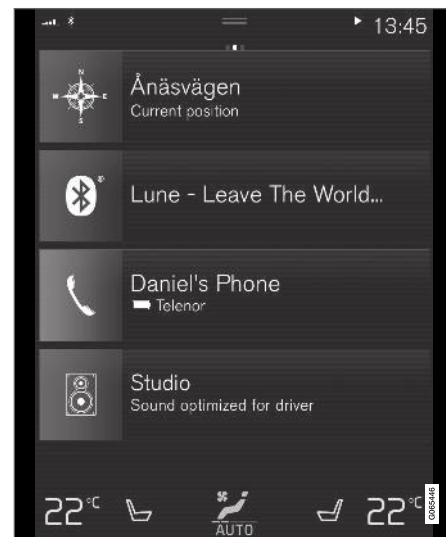 13:45
N
W E
S
Ånäsvägen
Current position
Lune - Leave The World...
Daniel's Phone
Telenor
Studio
Sound optimized for driver
22°C
AUTO
22°C
G065446